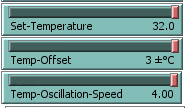 Set-Temperature 32.0
Temp-Offset 3 ±°C
Temp-Oscillation-Speed 4.00